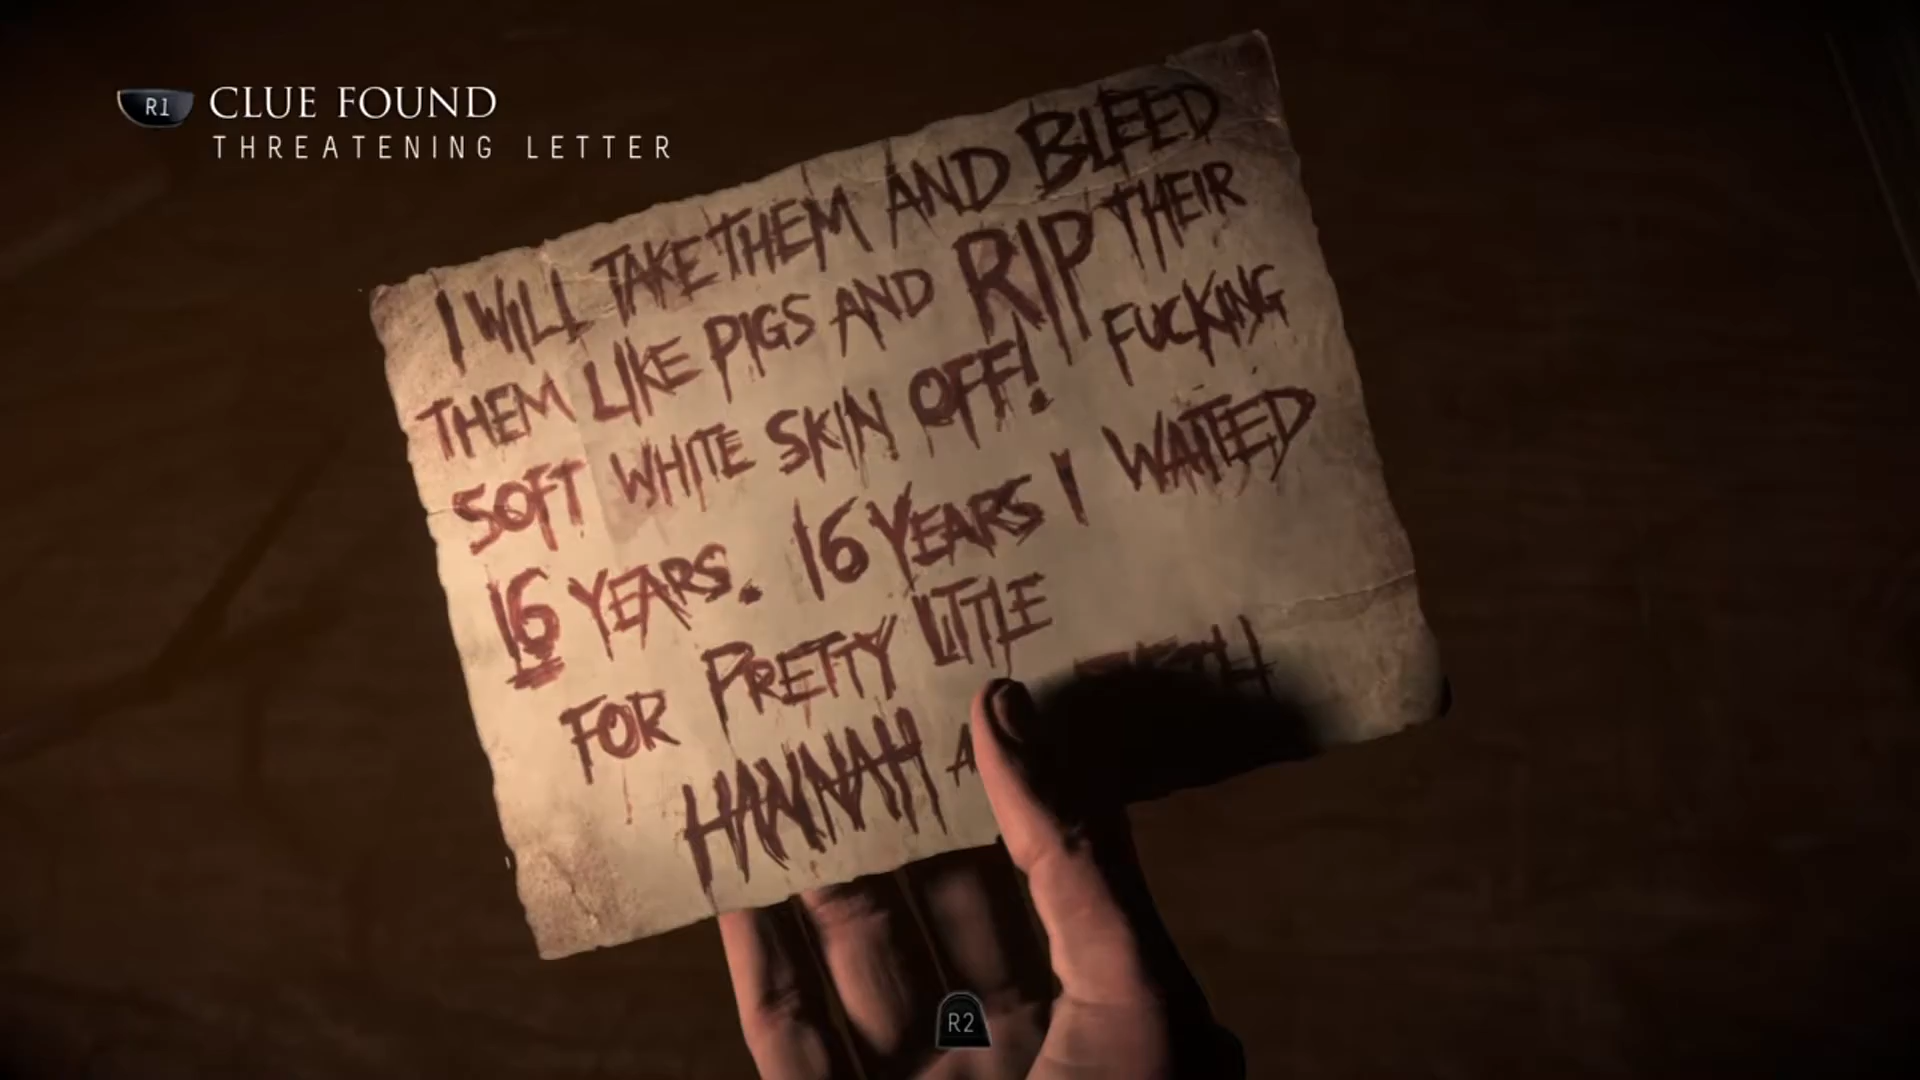 R1 CLUE FOUND
THREATENING LETTER
I WILL TAKE THEM AND BLEED
THEM LIKE PIGS AND RIP THEIR
SOFT WHITE SKIN OFF! FUCKING
16 YEARS. 16 YEARS I WAITED
FOR PRETTY LITTLE
HANNAH
R2